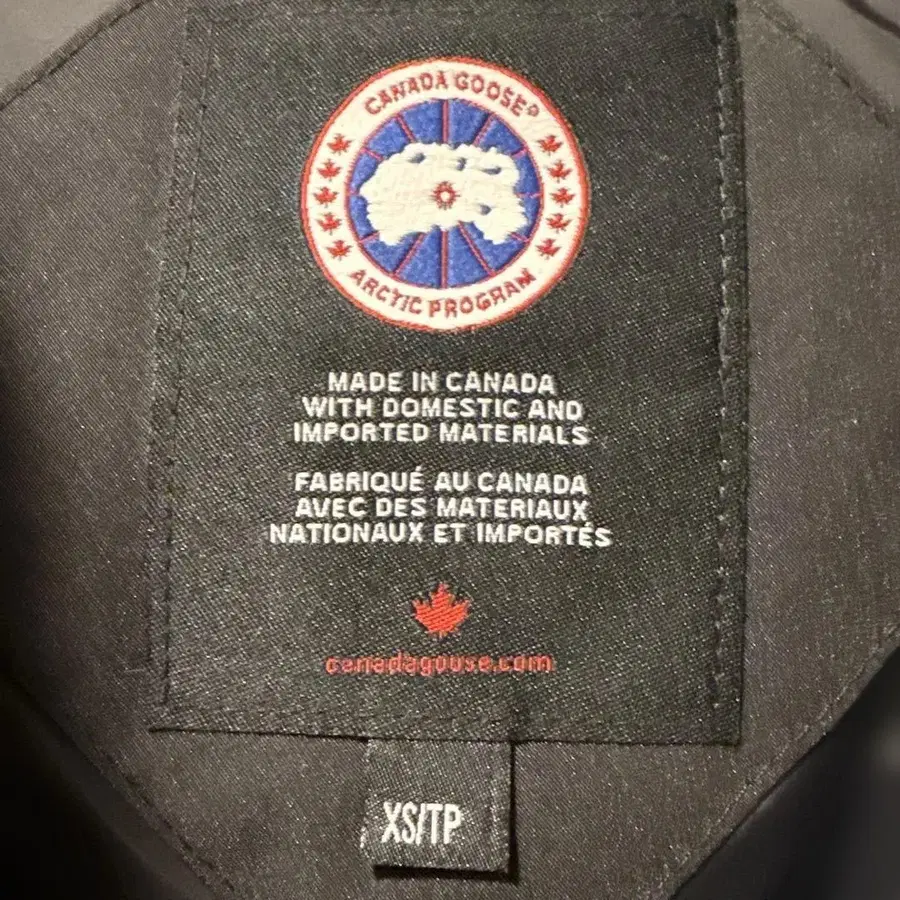 CANADA GOOSE®
ARCTIC PROGRAM
MADE IN CANADA
WITH DOMESTIC AND
IMPORTED MATERIALS
FABRIQUÉ AU CANADA
AVEC DES MATERIAUX
NATIONAUX ET IMPORTÉS
canadagoose.com
XS/TP